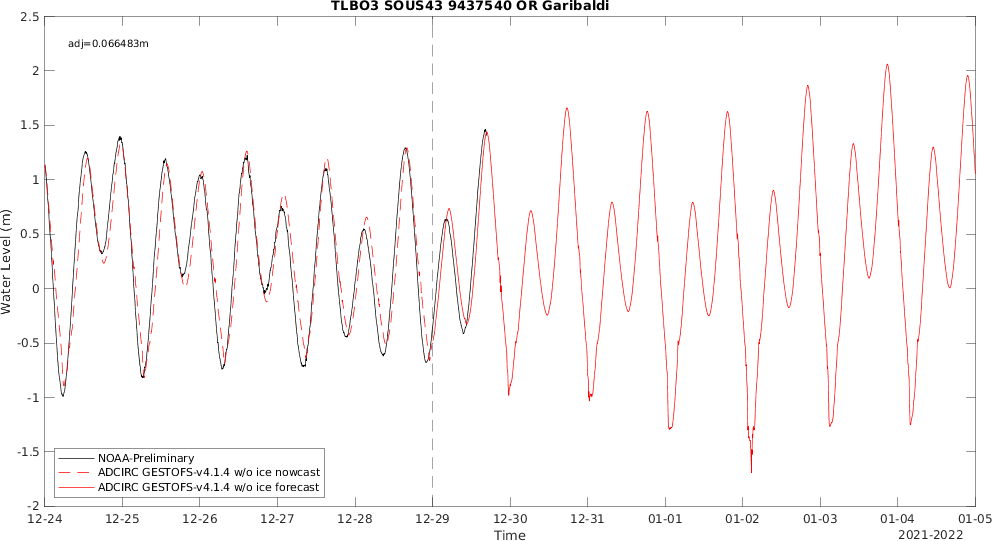 TLBO3 SOUS43 9437540 OR Garibaldi
adj=0.066483m
2.5
2
1.5
1
0.5
0
-0.5
-1
-1.5
-2
Water Level (m)
NOAA-Preliminary
ADCIRC GESTOFS-v4.1.4 w/o ice nowcast
ADCIRC GESTOFS-v4.1.4 w/o ice forecast
12-24 12-25 12-26 12-27 12-28 12-29 12-30 12-31 01-01 01-02 01-03 01-04 01-05
Time
2021-2022